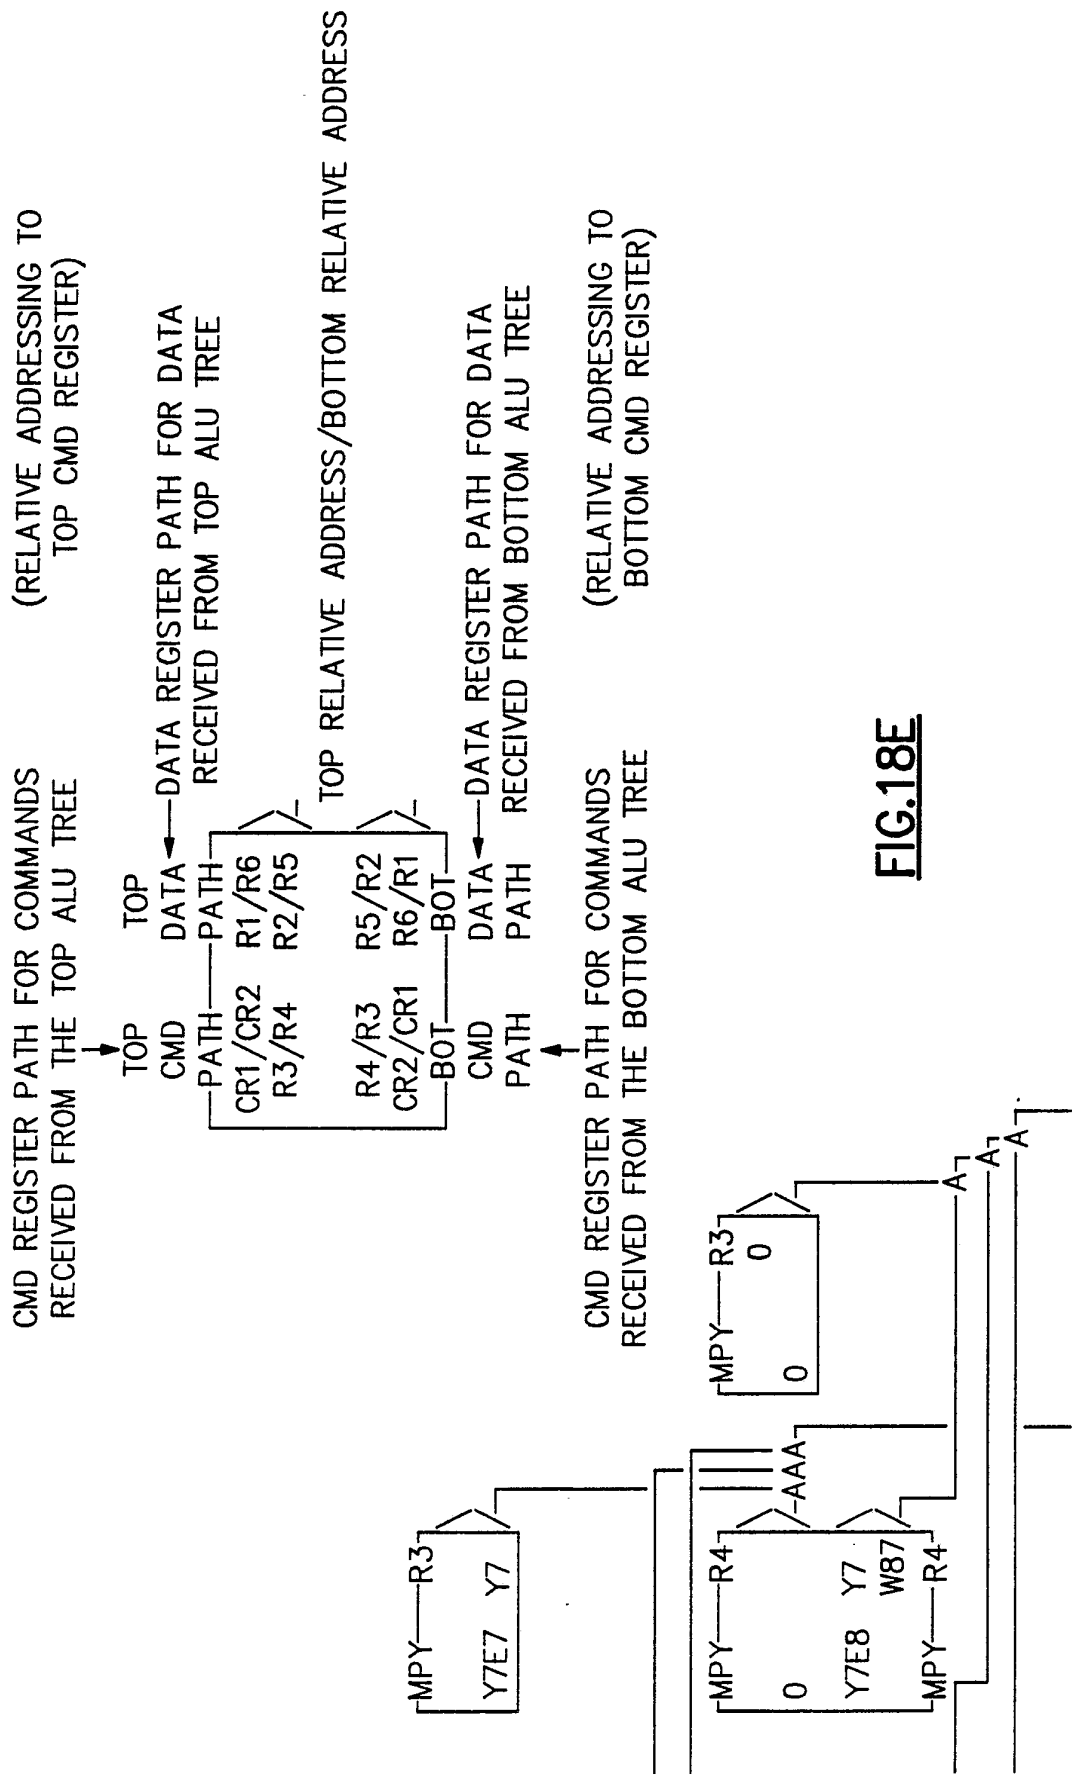 CMD REGISTER PATH FOR COMMANDS
RECEIVED FROM THE TOP ALU TREE
(RELATIVE ADDRESSING TO
TOP CMD REGISTER)
TOP TOP
CMD DATA
PATH PATH
DATA REGISTER PATH FOR DATA
RECEIVED FROM TOP ALU TREE
CR1/CR2 R1/R6
R3/R4 R2/R5
TOP RELATIVE ADDRESS/BOTTOM RELATIVE ADDRESS
R4/R3 R5/R2
CR2/CR1 R6/R1
BOT BOT
CMD DATA
PATH PATH
DATA REGISTER PATH FOR DATA
RECEIVED FROM BOTTOM ALU TREE
CMD REGISTER PATH FOR COMMANDS
RECEIVED FROM THE BOTTOM ALU TREE
(RELATIVE ADDRESSING TO
BOTTOM CMD REGISTER)
MPY R3
Y7E7 Y7
MPY R4
0
Y7E8 Y7
W87
MPY R4
AAA
A
MPY R3
0
0
A
A
A
FIG.18E